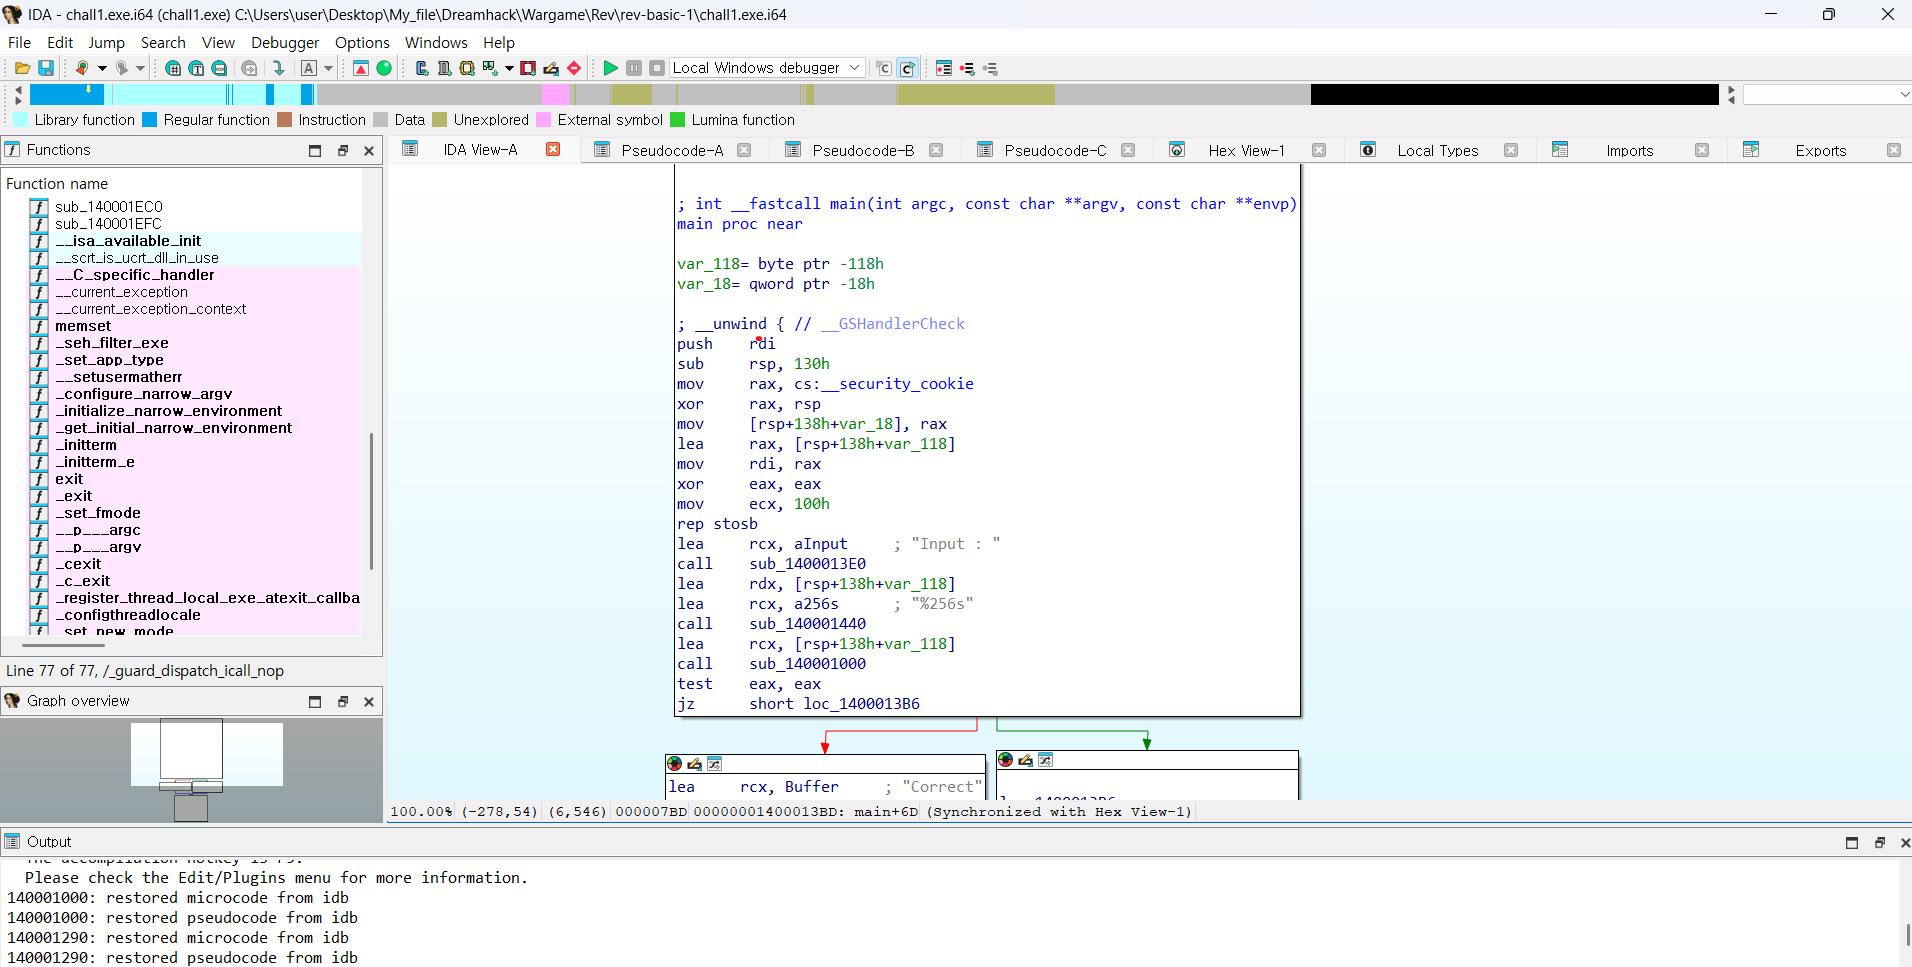 IDA - chall1.exe.i64 (chall1.exe) C:\Users\user\Desktop\My_file\Dreamhack\Wargame\Rev\rev-basic-1\chall1.exe.i64
File Edit Jump Search View Debugger Options Windows Help
Local Windows debugger
Library function Regular function Instruction Data Unexplored External symbol Lumina function
Functions
IDA View-A Pseudocode-A Pseudocode-B Pseudocode-C Hex View-1 Local Types Imports Exports
Function name
sub_140001EC0
sub_140001EFC
__isa_available_init
__scrt_is_ucrt_dll_in_use
__C_specific_handler
__current_exception
__current_exception_context
memset
_seh_filter_exe
_set_app_type
__setusermatherr
_configure_narrow_argv
_initialize_narrow_environment
_get_initial_narrow_environment
_initterm
_initterm_e
exit
_exit
_set_fmode
__p___argc
__p___argv
_cexit
_c_exit
_register_thread_local_exe_atexit_callba
_configthreadlocale
_set_new_mode
Line 77 of 77, /_guard_dispatch_icall_nop
Graph overview
; int __fastcall main(int argc, const char **argv, const char **envp)
main proc near
var_118= byte ptr -118h
var_18= qword ptr -18h
; __unwind { // __GSHandlerCheck
push rdi
sub rsp, 130h
mov rax, cs:__security_cookie
xor rax, rsp
mov [rsp+138h+var_18], rax
lea rax, [rsp+138h+var_118]
mov rdi, rax
xor eax, eax
mov ecx, 100h
rep stosb
lea rcx, aInput ; "Input : "
call sub_1400013E0
lea rdx, [rsp+138h+var_118]
lea rcx, a256s ; "%256s"
call sub_140001440
lea rcx, [rsp+138h+var_118]
call sub_140001000
test eax, eax
jz short loc_1400013B6
lea rcx, Buffer ; "Correct"
100.00% (-278,54) (6,546) 000007BD 00000001400013BD: main+6D (Synchronized with Hex View-1)
Output
Please check the Edit/Plugins menu for more information.
140001000: restored microcode from idb
140001000: restored pseudocode from idb
140001290: restored microcode from idb
140001290: restored pseudocode from idb